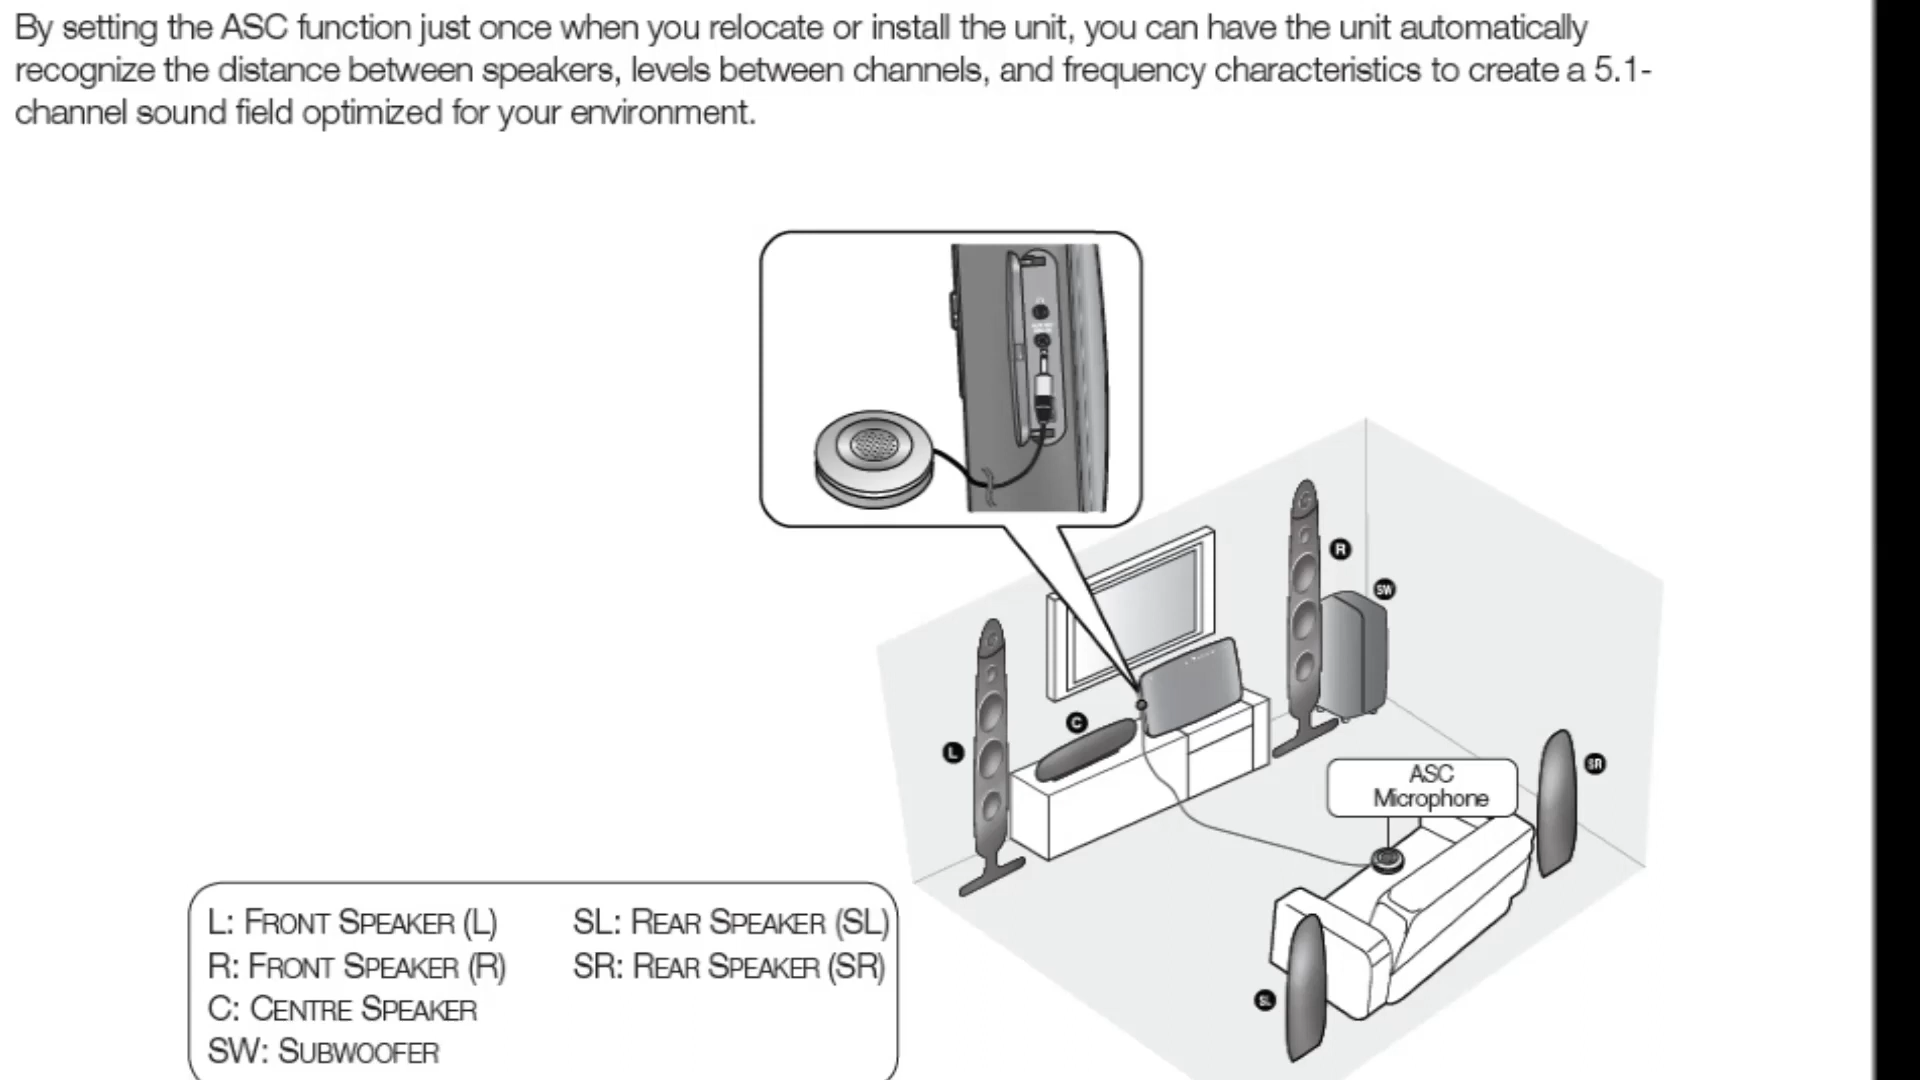 By setting the ASC function just once when you relocate or install the unit, you can have the unit automatically
recognize the distance between speakers, levels between channels, and frequency characteristics to create a 5.1-
channel sound field optimized for your environment.
R
SW
C
L
SR
ASC
Microphone
SL
L: FRONT SPEAKER (L)
SL: REAR SPEAKER (SL)
R: FRONT SPEAKER (R)
SR: REAR SPEAKER (SR)
C: CENTRE SPEAKER
SW: SUBWOOFER